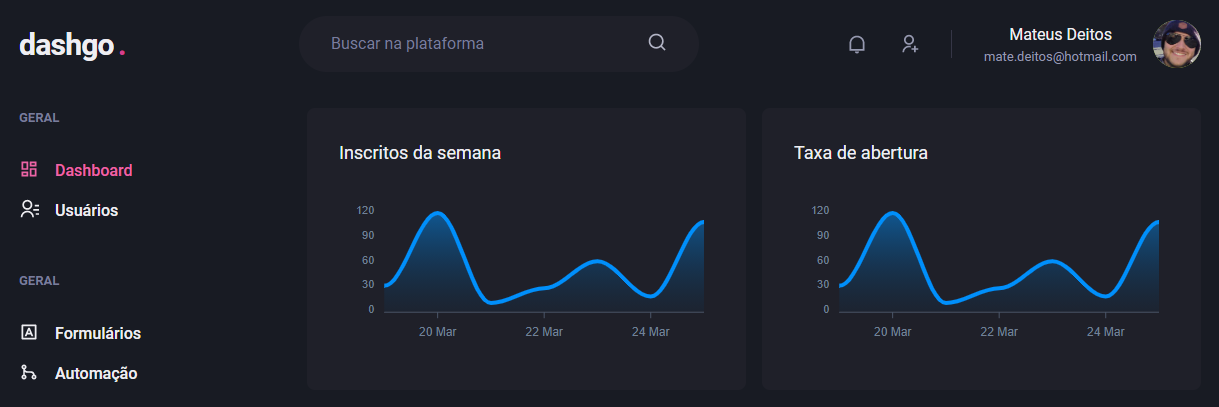 dashgo.
Buscar na plataforma
Mateus Deitos
mate.deitos@hotmail.com
GERAL
Dashboard
Usuários
GERAL
Formulários
Automação
Inscritos da semana
120
90
60
30
0
20 Mar
22 Mar
24 Mar
Taxa de abertura
120
90
60
30
0
20 Mar
22 Mar
24 Mar